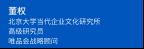 董权
北京大学当代企业文化研究所
高级研究员
唯品会战略顾问